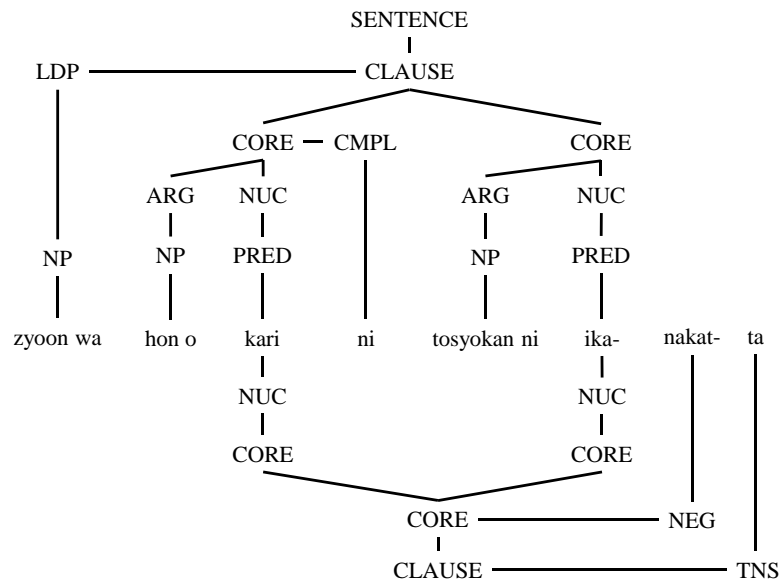 SENTENCE
LDP CLAUSE
CORE CMPL CORE
ARG NUC ARG NUC
NP NP PRED NP PRED
zyoon wa hon o kari ni tosyokan ni ika- nakat- ta
NUC NUC
CORE CORE
CORE NEG
CLAUSE TNS